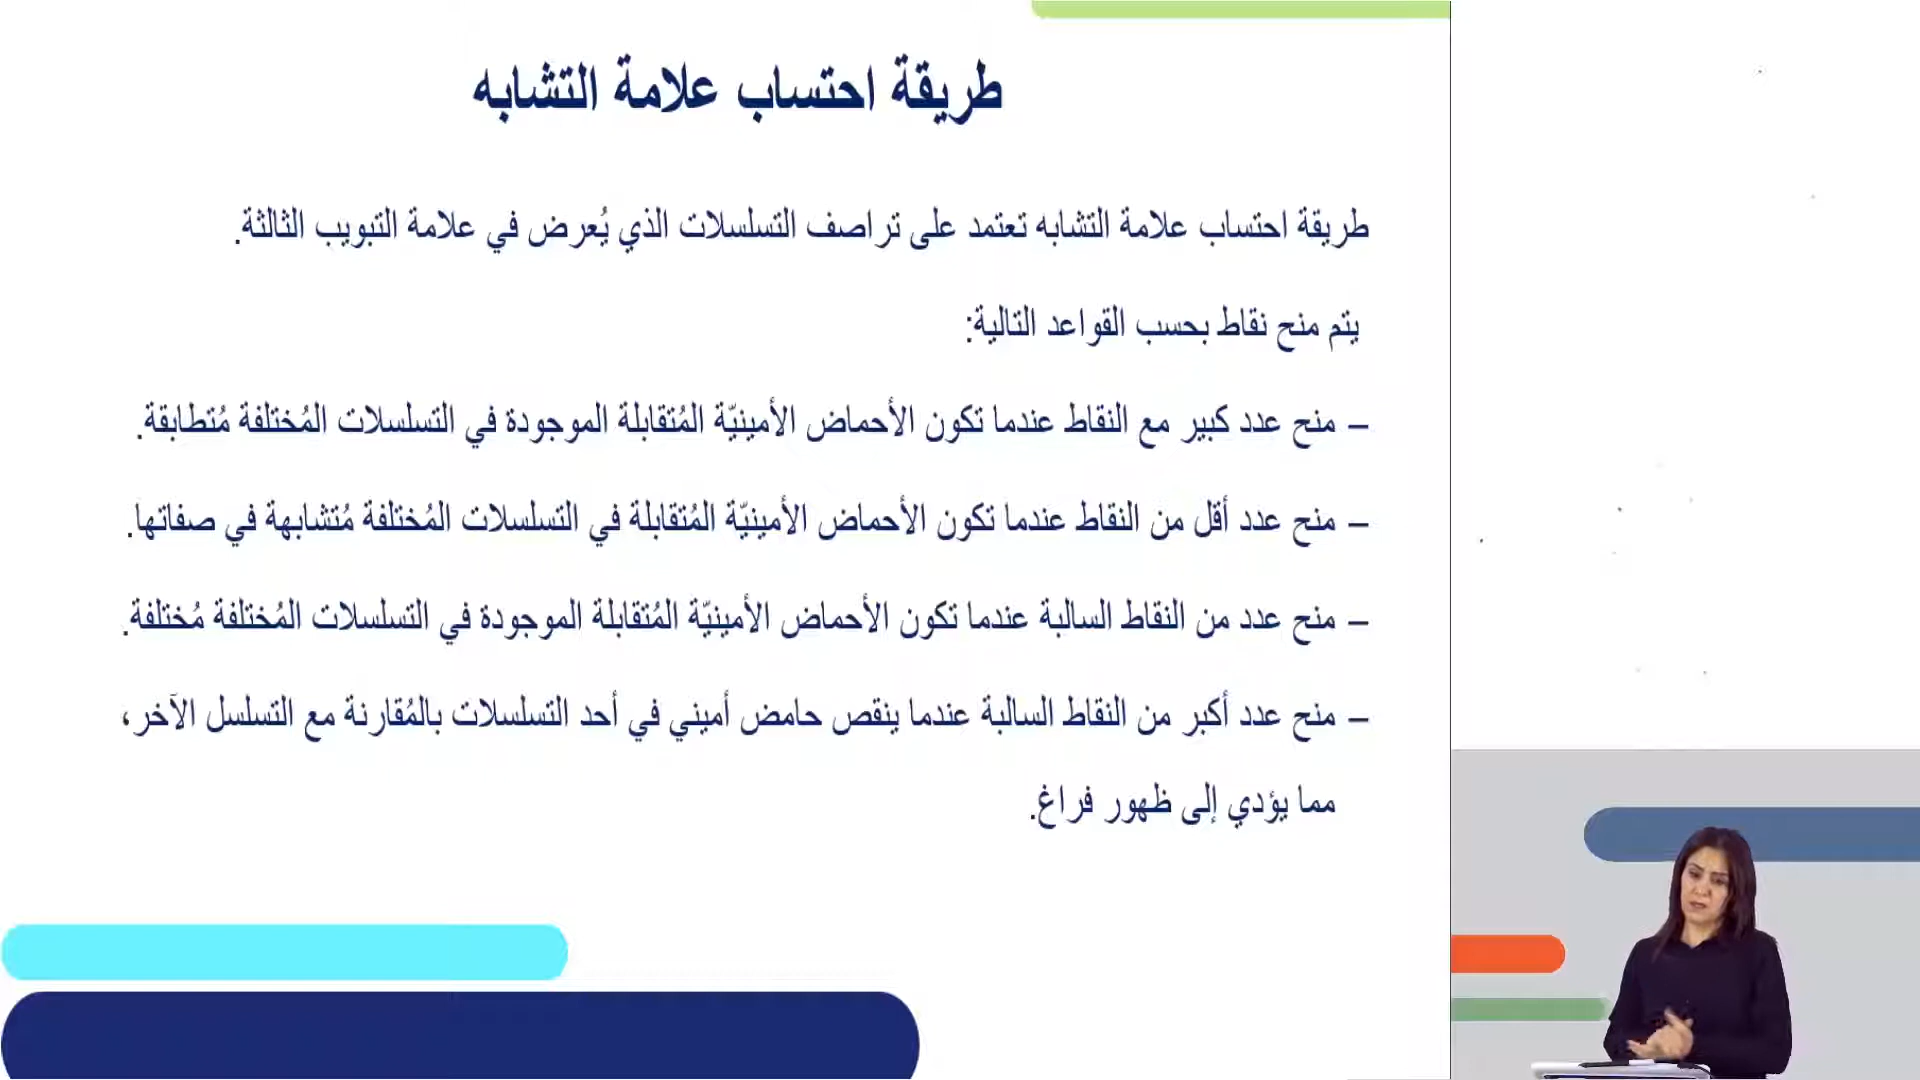 طريقة احتساب علامة التشابه
طريقة احتساب علامة التشابه تعتمد على تراصف التسلسلات الذي يُعرض في علامة التبويب الثالثة.
يتم منح نقاط بحسب القواعد التالية:
– منح عدد كبير مع النقاط عندما تكون الأحماض الأمينيّة المُتقابلة الموجودة في التسلسلات المُختلفة مُتطابقة.
– منح عدد أقل من النقاط عندما تكون الأحماض الأمينيّة المُتقابلة في التسلسلات المُختلفة مُتشابهة في صفاتها.
– منح عدد من النقاط السالبة عندما تكون الأحماض الأمينيّة المُتقابلة الموجودة في التسلسلات المُختلفة مُختلفة.
– منح عدد أكبر من النقاط السالبة عندما ينقص حامض أميني في أحد التسلسلات بالمُقارنة مع التسلسل الآخر،
مما يؤدي إلى ظهور فراغ.